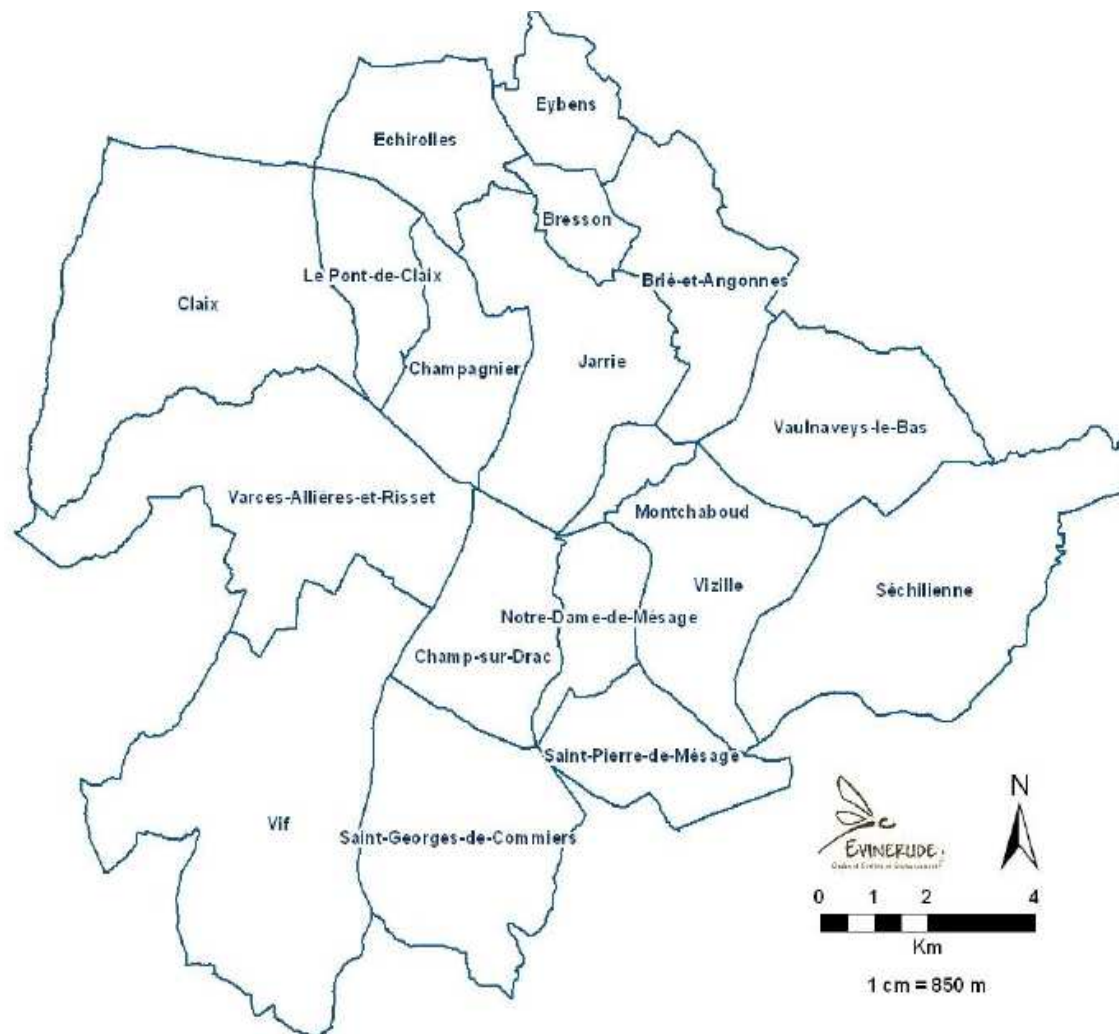 Eybens
Echirolles
Bresson
Le Pont-de-Claix
Brié-et-Angonnes
Claix
Champagnier
Jarrie
Vaulnaveys-le-Bas
Varces-Allières-et-Risset
Montchaboud
Vizille
Séchilienne
Notre-Dame-de-Mésage
Champ-sur-Drac
Saint-Pierre-de-Mésage
Vif
Saint-Georges-de-Commiers
N
EVINERUDE
0 1 2 4
Km
1 cm = 850 m